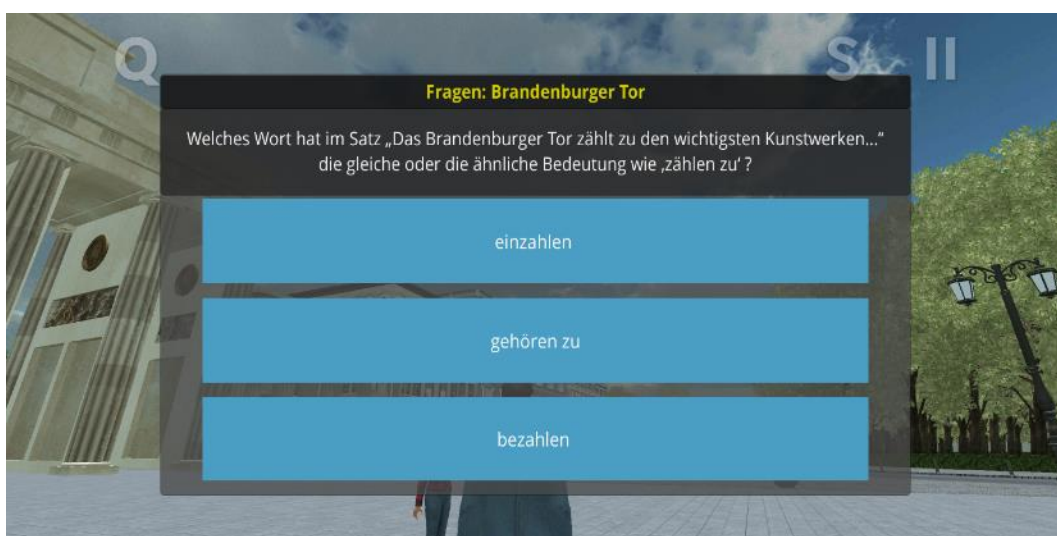 Q
S
II
Fragen: Brandenburger Tor
Welches Wort hat im Satz „Das Brandenburger Tor zählt zu den wichtigsten Kunstwerken...“
die gleiche oder die ähnliche Bedeutung wie ‚zählen zu‘ ?
einzahlen
gehören zu
bezahlen